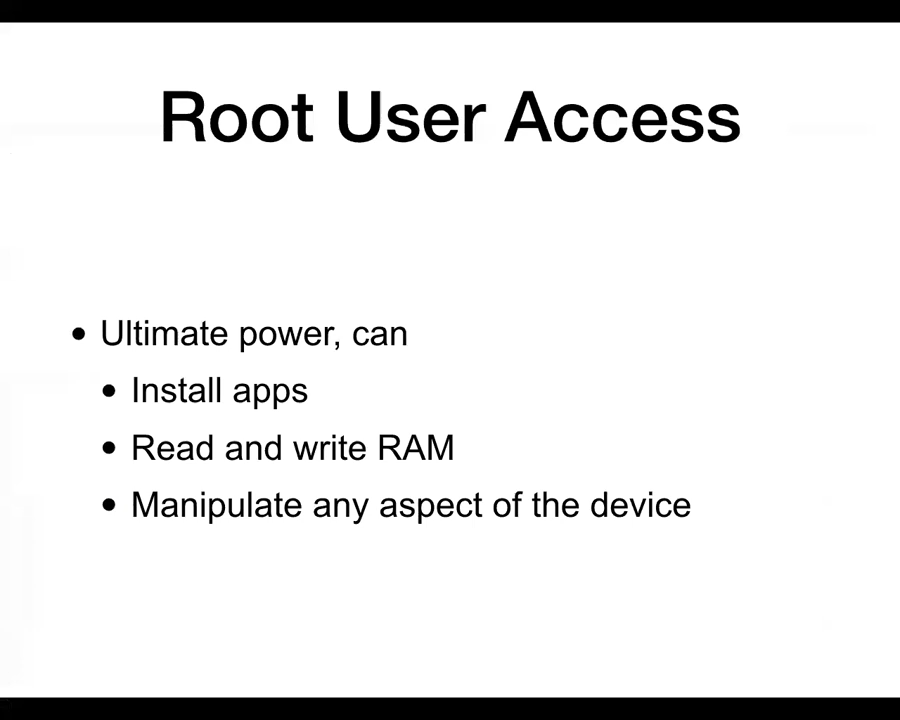 Root User Access
• Ultimate power, can
• Install apps
• Read and write RAM
• Manipulate any aspect of the device